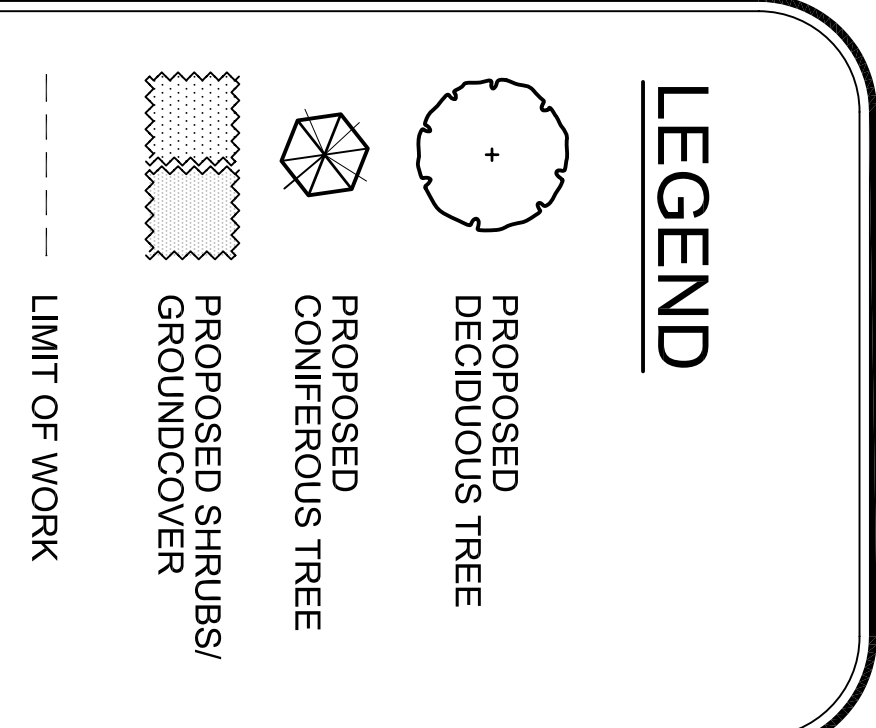 LEGEND
PROPOSED
DECIDUOUS TREE
PROPOSED
CONIFEROUS TREE
PROPOSED SHRUBS/
GROUNDCOVER
LIMIT OF WORK